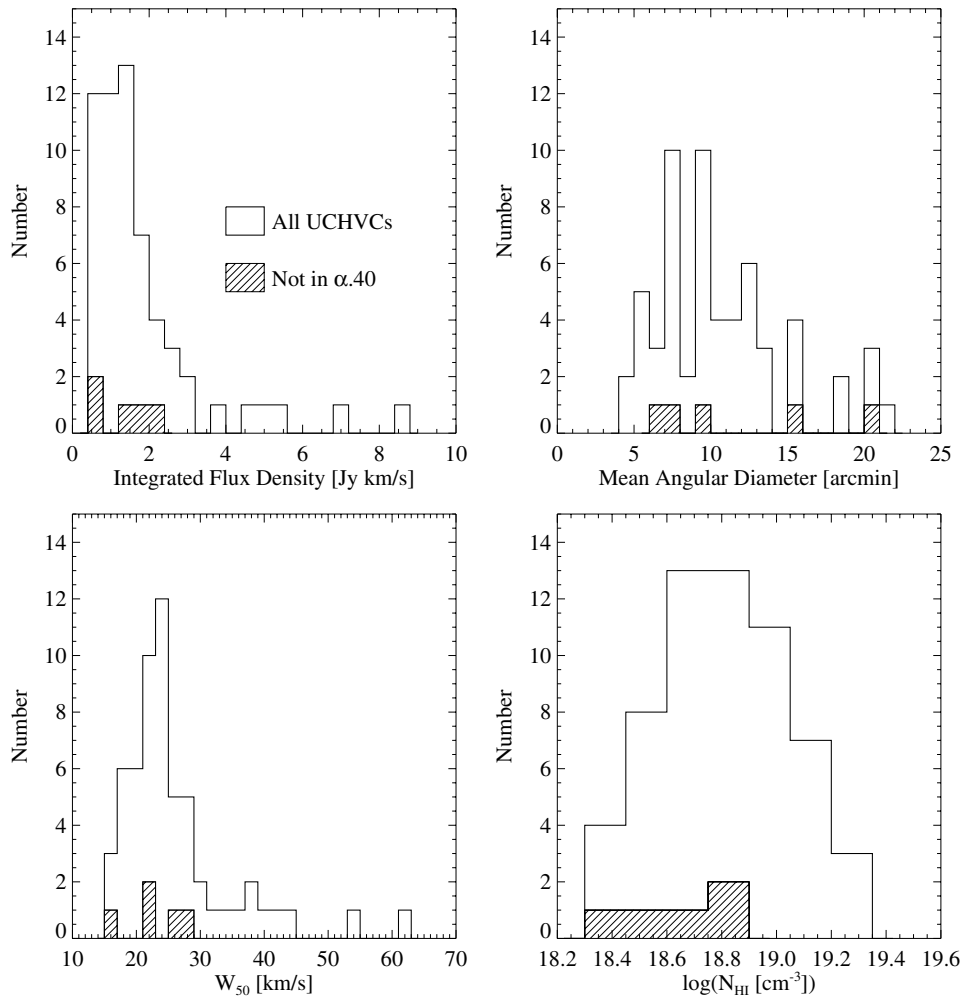 14
12
10
8
6
4
2
0
Number
0 2 4 6 8 10
Integrated Flux Density [Jy km/s]
All UCHVCs
Not in α.40
14
12
10
8
6
4
2
0
Number
0 5 10 15 20 25
Mean Angular Diameter [arcmin]
14
12
10
8
6
4
2
0
Number
10 20 30 40 50 60 70
W50 [km/s]
14
12
10
8
6
4
2
0
Number
18.2 18.4 18.6 18.8 19.0 19.2 19.4 19.6
log(NHI [cm-3])